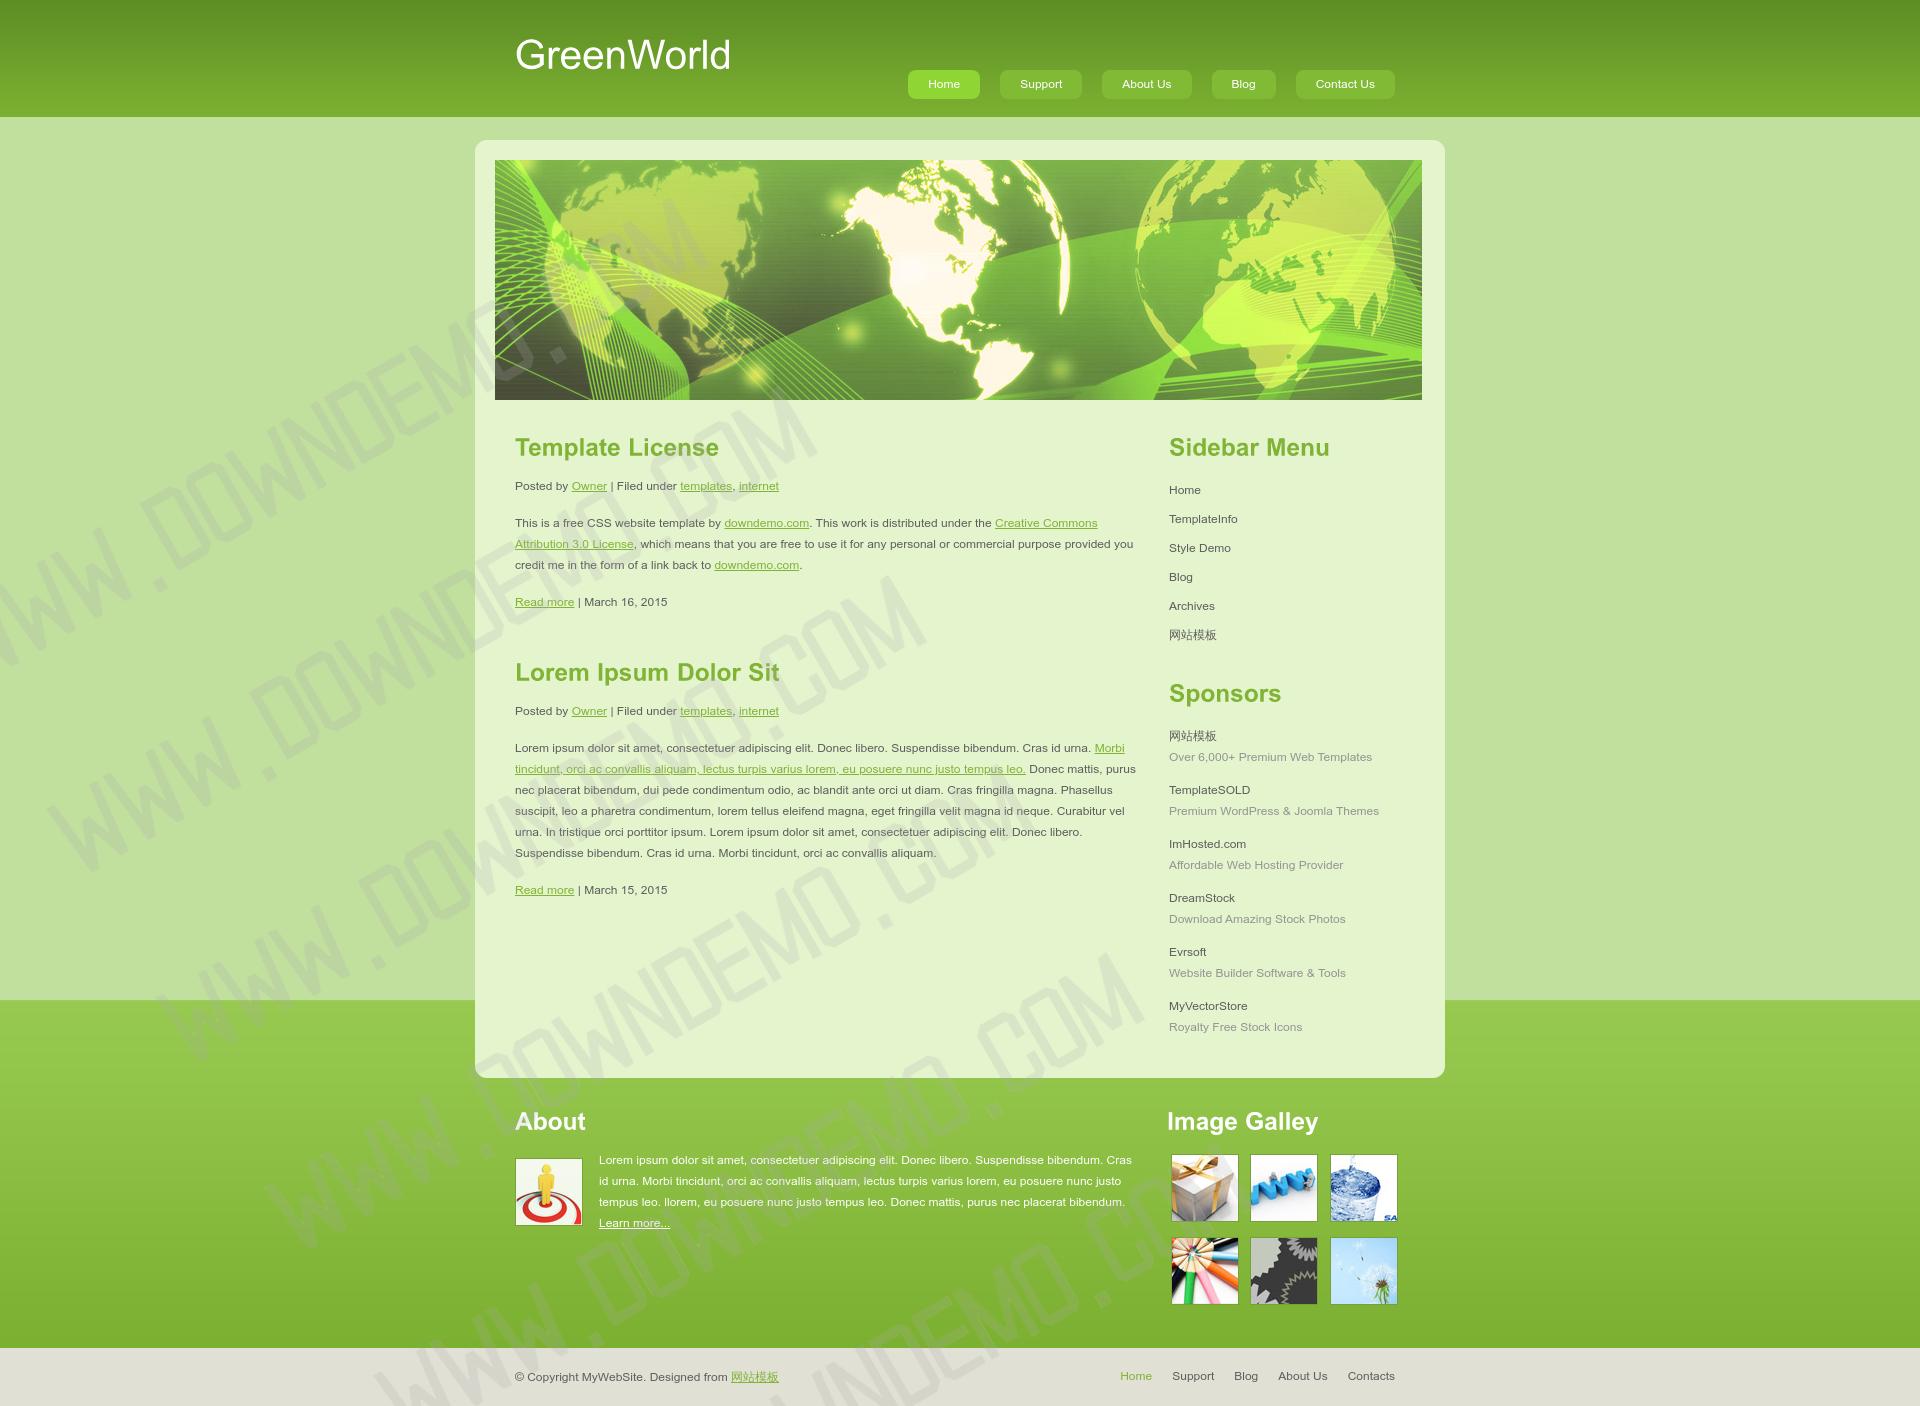 GreenWorld
Home
Support
About Us
Blog
Contact Us
Template License
Posted by Owner | Filed under templates, internet
This is a free CSS website template by downdemo.com. This work is distributed under the Creative Commons
Attribution 3.0 License, which means that you are free to use it for any personal or commercial purpose provided you
credit me in the form of a link back to downdemo.com.
Read more | March 16, 2015
Lorem Ipsum Dolor Sit
Posted by Owner | Filed under templates, internet
Lorem ipsum dolor sit amet, consectetuer adipiscing elit. Donec libero. Suspendisse bibendum. Cras id urna. Morbi
tincidunt, orci ac convallis aliquam, lectus turpis varius lorem, eu posuere nunc justo tempus leo. Donec mattis, purus
nec placerat bibendum, dui pede condimentum odio, ac blandit ante orci ut diam. Cras fringilla magna. Phasellus
suscipit, leo a pharetra condimentum, lorem tellus eleifend magna, eget fringilla velit magna id neque. Curabitur vel
urna. In tristique orci porttitor ipsum. Lorem ipsum dolor sit amet, consectetuer adipiscing elit. Donec libero.
Suspendisse bibendum. Cras id urna. Morbi tincidunt, orci ac convallis aliquam.
Read more | March 15, 2015
Sidebar Menu
Home
TemplateInfo
Style Demo
Blog
Archives
网站模板
Sponsors
网站模板
Over 6,000+ Premium Web Templates
TemplateSOLD
Premium WordPress & Joomla Themes
ImHosted.com
Affordable Web Hosting Provider
DreamStock
Download Amazing Stock Photos
Evrsoft
Website Builder Software & Tools
MyVectorStore
Royalty Free Stock Icons
About
Lorem ipsum dolor sit amet, consectetuer adipiscing elit. Donec libero. Suspendisse bibendum. Cras
id urna. Morbi tincidunt, orci ac convallis aliquam, lectus turpis varius lorem, eu posuere nunc justo
tempus leo. llorem, eu posuere nunc justo tempus leo. Donec mattis, purus nec placerat bibendum.
Learn more...
Image Galley
© Copyright MyWebSite. Designed from 网站模板
Home
Support
Blog
About Us
Contacts
WWW.DOWNDEMO.COM
WWW.DOWNDEMO.COM
WWW.DOWNDEMO.COM
WWW.DOWNDEMO.COM
WWW.DOWNDEMO.COM